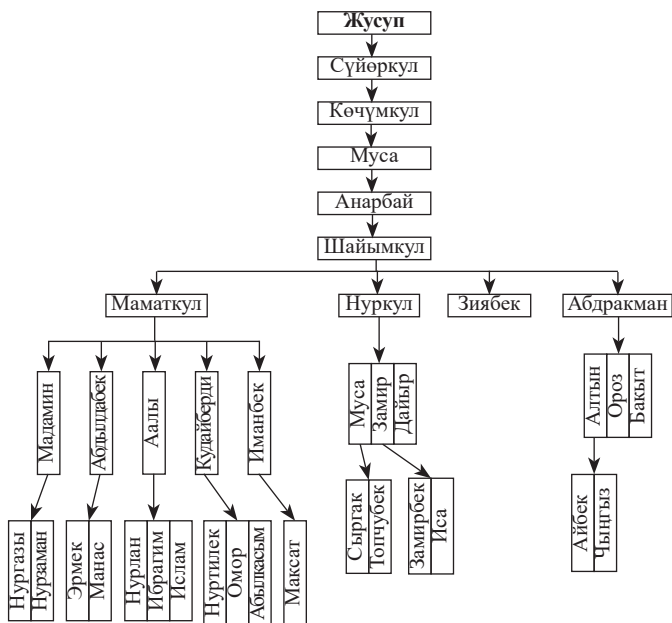 Жусуп
Сүйөркул
Көчүмкул
Муса
Анарбай
Шайымкул
Маматкул
Нуркул
Зиябек
Абдракман
Мадамин
Абдылдабек
Аалы
Кудайберди
Иманбек
Муса
Замир
Дайыр
Алтын
Ороз
Бакыт
Нургазы
Нурзаман
Эрмек
Манас
Нурлан
Ибрагим
Ислам
Нуртилек
Омор
Абылкасым
Максат
Сыргак
Топчубек
Замирбек
Иса
Айбек
Чыңгыз